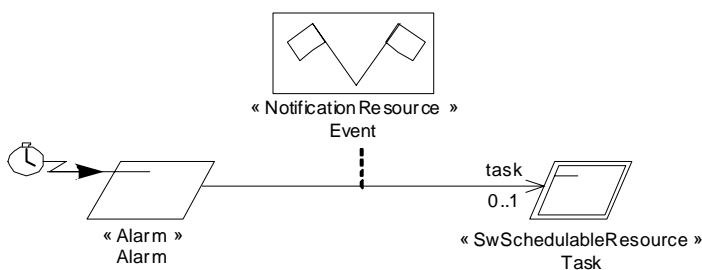 « NotificationResource »
Event
task
0..1
« Alarm »
Alarm
« SwSchedulableResource »
Task